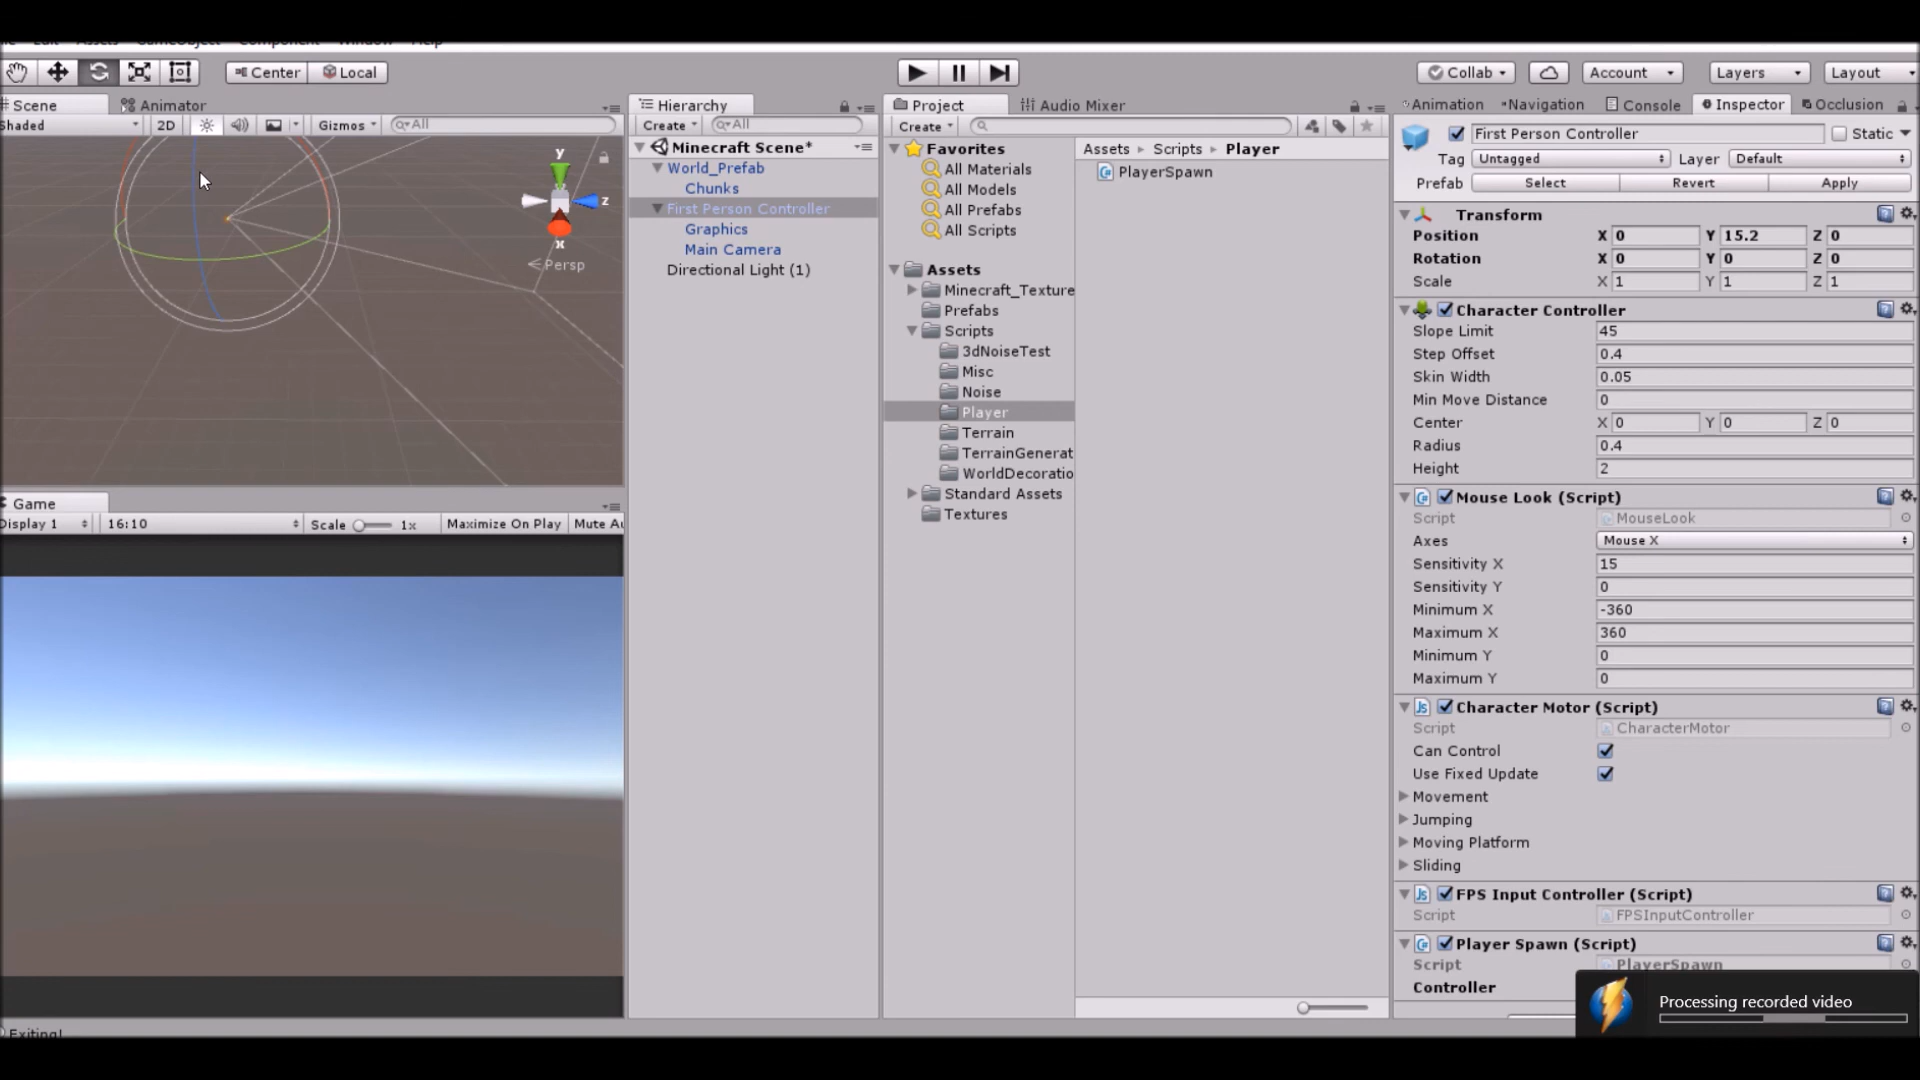 Center Local
Collab Account Layers Layout
Scene Animator
Shaded 2D Gizmos All
Persp
y
z
x
Game
Display 1 16:10 Scale 1x Maximize On Play Mute Au
Exiting!
Hierarchy
Create All
Minecraft Scene*
World_Prefab
Chunks
First Person Controller
Graphics
Main Camera
Directional Light (1)
Project Audio Mixer
Create
Favorites
All Materials
All Models
All Prefabs
All Scripts
Assets
Minecraft_Texture
Prefabs
Scripts
3dNoiseTest
Misc
Noise
Player
Terrain
TerrainGenerat
WorldDecoratio
Standard Assets
Textures
Assets Scripts Player
PlayerSpawn
Animation Navigation Console Inspector Occlusion
First Person Controller Static
Tag Untagged Layer Default
Prefab Select Revert Apply
Transform
Position X 0 Y 15.2 Z 0
Rotation X 0 Y 0 Z 0
Scale X 1 Y 1 Z 1
Character Controller
Slope Limit 45
Step Offset 0.4
Skin Width 0.05
Min Move Distance 0
Center X 0 Y 0 Z 0
Radius 0.4
Height 2
Mouse Look (Script)
Script MouseLook
Axes Mouse X
Sensitivity X 15
Sensitivity Y 0
Minimum X -360
Maximum X 360
Minimum Y 0
Maximum Y 0
Character Motor (Script)
Script CharacterMotor
Can Control
Use Fixed Update
Movement
Jumping
Moving Platform
Sliding
FPS Input Controller (Script)
Script FPSInputController
Player Spawn (Script)
Script PlayerSpawn
Controller
Processing recorded video